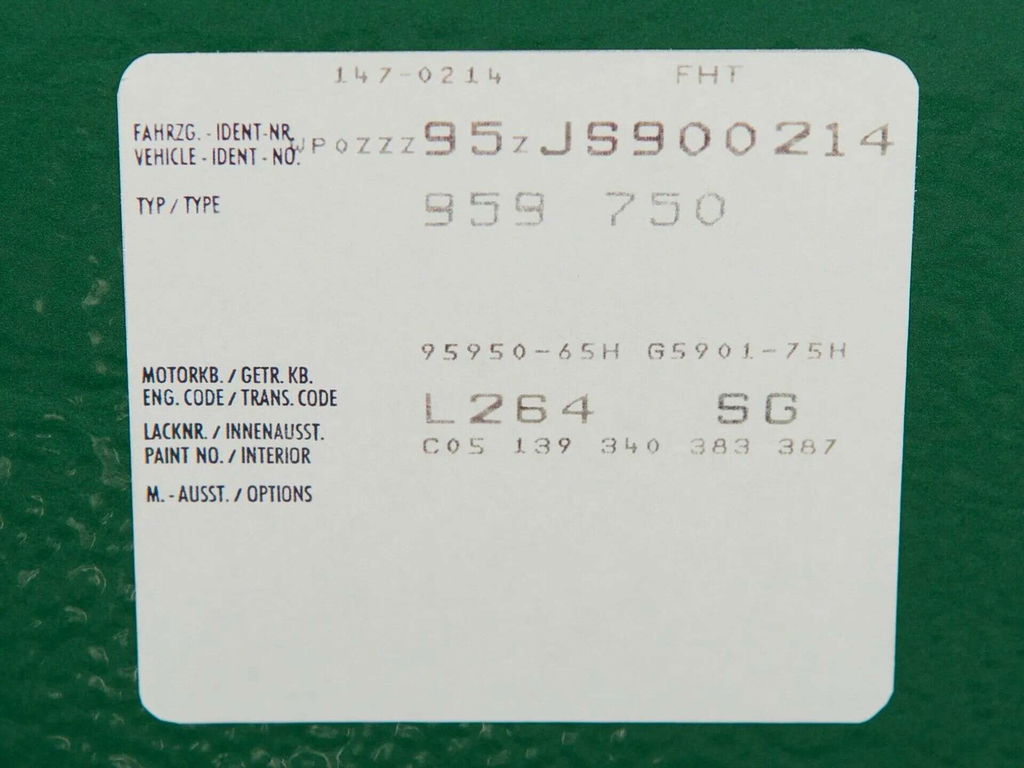 147-0214 FHT
FAHRZG. - IDENT-NR. WP0ZZZ95ZJS900214
VEHICLE - IDENT - NO.
TYP / TYPE 959 750
95950-65H G5901-75H
MOTORKB. / GETR. KB.
ENG. CODE / TRANS. CODE L264 SG
LACKNR. / INNENAUSST. C05 139 340 383 387
PAINT NO. / INTERIOR
M. - AUSST. / OPTIONS